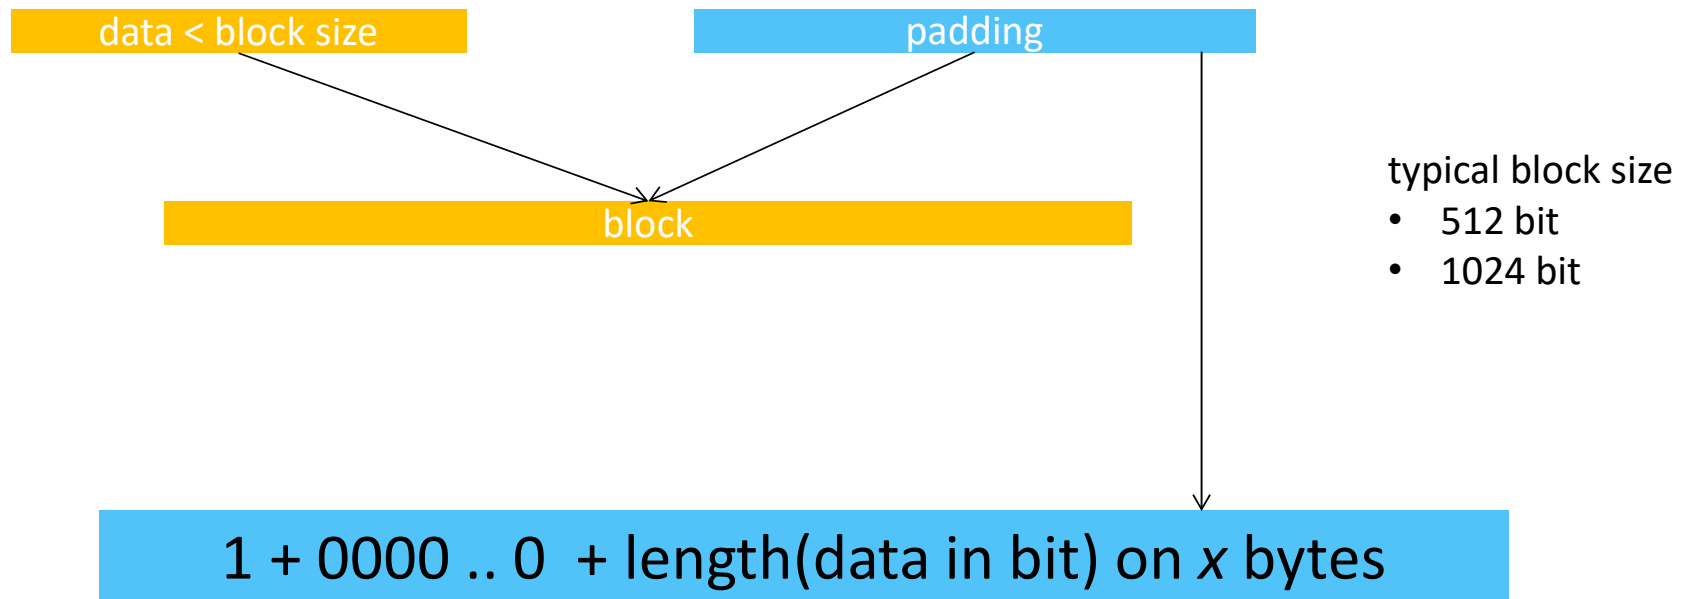 data < block size
padding
block
typical block size
• 512 bit
• 1024 bit
1 + 0000 .. 0 + length(data in bit) on x bytes